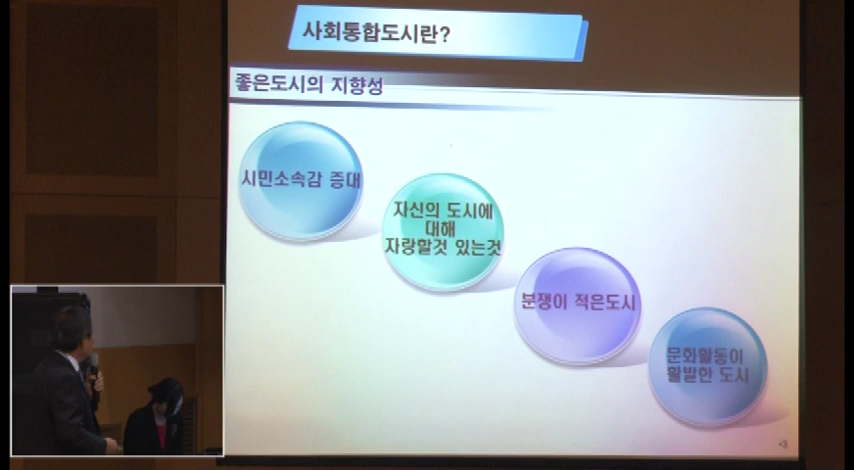 사회통합도시란?
좋은도시의 지향성
시민소속감 증대
자신의 도시에
대해
자랑할것 있는것
분쟁이 적은도시
문화활동이
활발한 도시